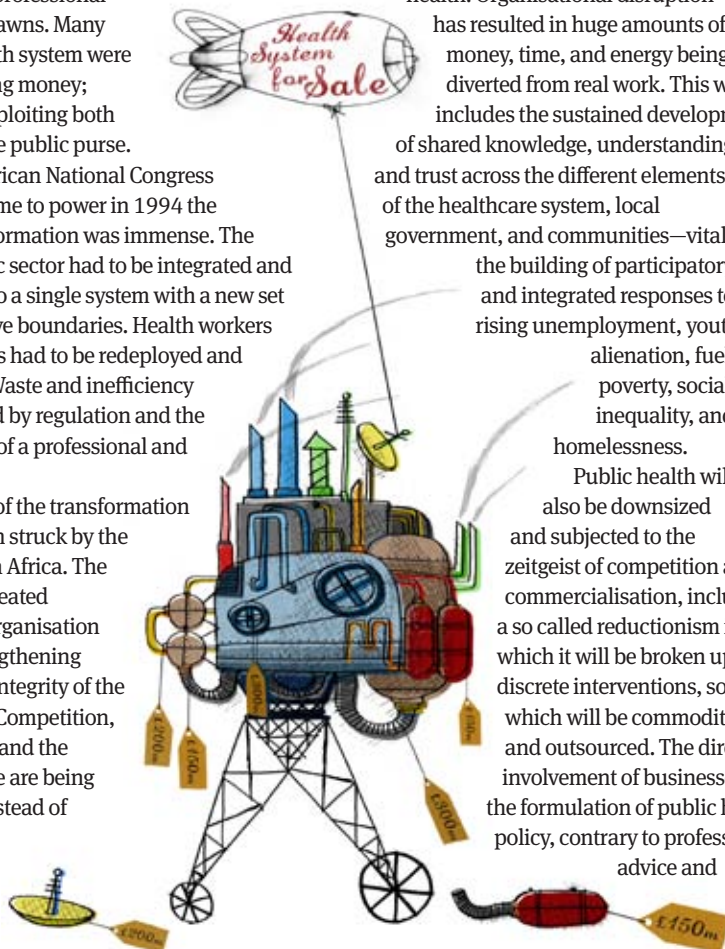 rofessional
awns. Many
th system were
ng money;
ploiting both
e public purse.
rican National Congress
me to power in 1994 the
ormation was immense. The
c sector had to be integrated and
o a single system with a new set
ve boundaries. Health workers
s had to be redeployed and
Waste and inefficiency
d by regulation and the
of a professional and
of the transformation
n struck by the
n Africa. The
eated
rganisation
gthening
ntegrity of the
Competition,
and the
e are being
stead of
Health
System
for Sale
health. Organisational disruption
has resulted in huge amounts of
money, time, and energy being
diverted from real work. This w
includes the sustained developm
of shared knowledge, understanding
and trust across the different elements
of the healthcare system, local
government, and communities—vital
the building of participatory
and integrated responses to
rising unemployment, yout
alienation, fue
poverty, socia
inequality, and
homelessness.
Public health wil
also be downsized
and subjected to the
zeitgeist of competition a
commercialisation, inclu
a so called reductionism i
which it will be broken up
discrete interventions, so
which will be commodit
and outsourced. The dire
involvement of business
the formulation of public h
policy, contrary to profess
advice and
£200m
£450m
£300m
£200m
£450m